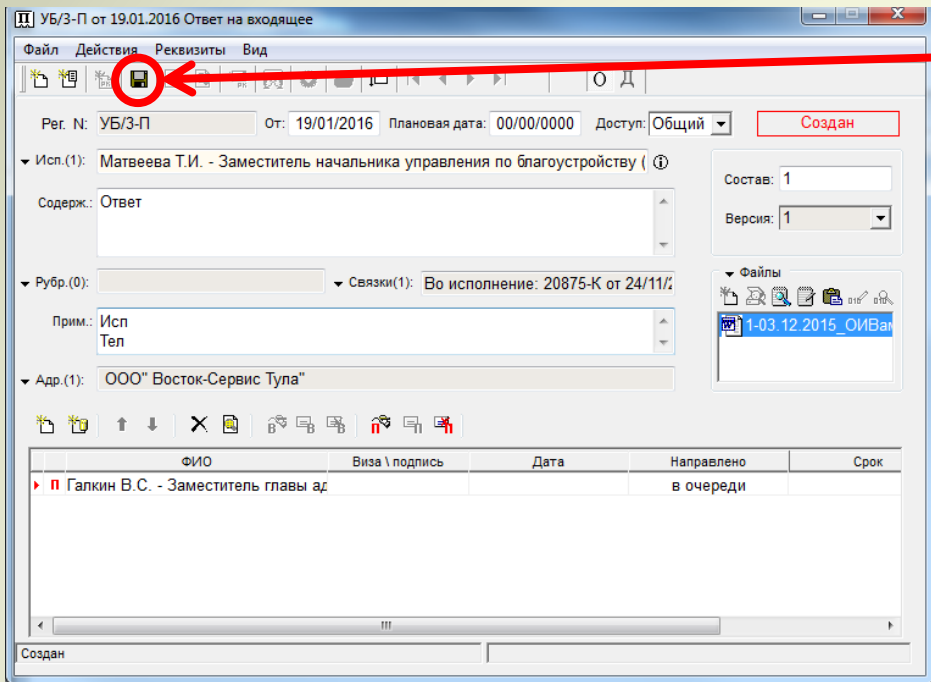 УБ/3-П от 19.01.2016 Ответ на входящее
Файл Действия Реквизиты Вид
О Д
Рег. N: УБ/3-П От: 19/01/2016 Плановая дата: 00/00/0000 Доступ: Общий Создан
Исп.(1): Матвеева Т.И. - Заместитель начальника управления по благоустройству (
Состав: 1
Содерж.: Ответ
Версия: 1
Рубр.(0): Связки(1): Во исполнение: 20875-К от 24/11/2
Файлы
Прим.: Исп
Тел
1-03.12.2015_ОИВам
Адр.(1): ООО" Восток-Сервис Тула"
ФИО Виза \ подпись Дата Направлено Срок
П Галкин В.С. - Заместитель главы ад в очереди
Создан